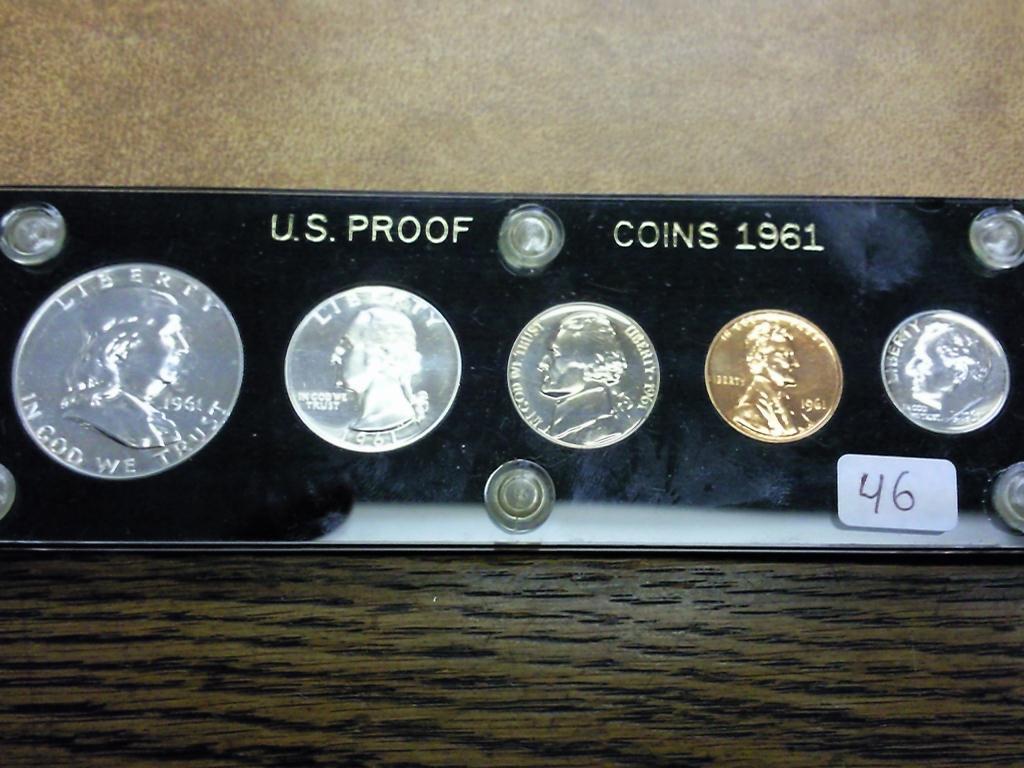 U.S. PROOF COINS 1961
LIBERTY
1961
IN GOD WE TRUST
LIBERTY
IN GOD WE
TRUST
1961
IN GOD WE TRUST
LIBERTY
LIBERTY
1961
LIBERTY
46